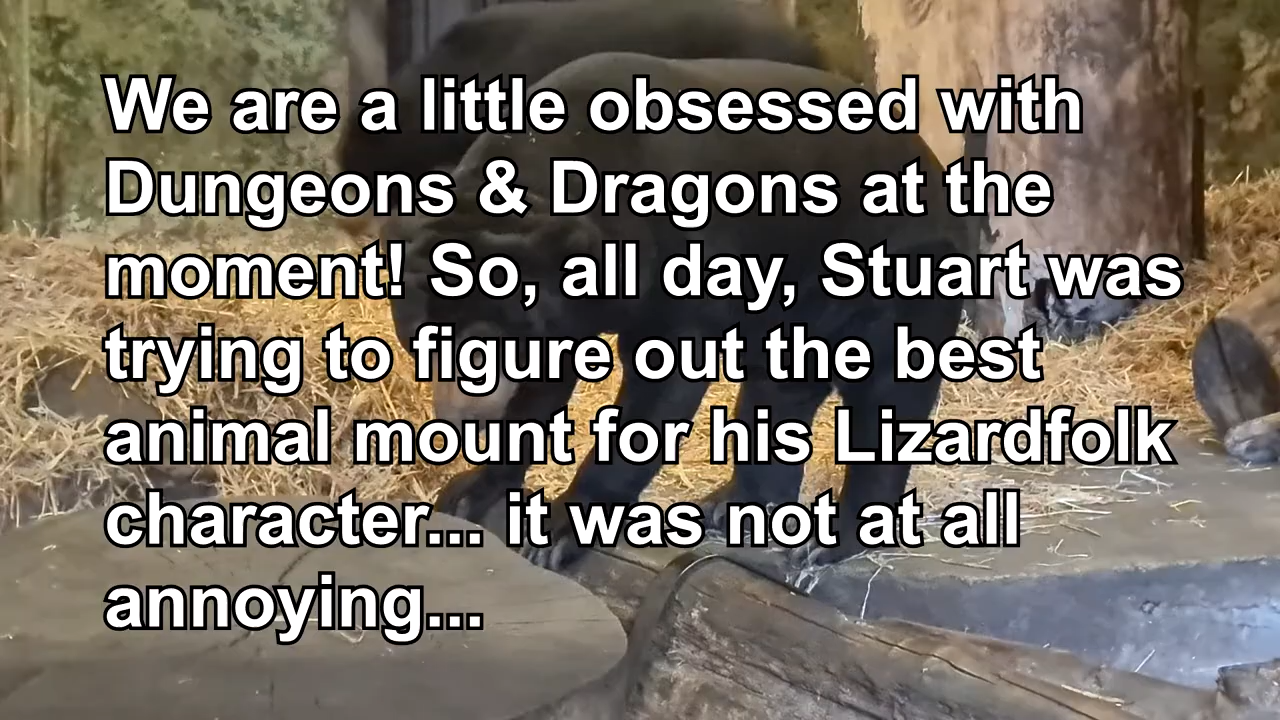 We are a little obsessed with
Dungeons & Dragons at the
moment! So, all day, Stuart was
trying to figure out the best
animal mount for his Lizardfolk
character... it was not at all
annoying...